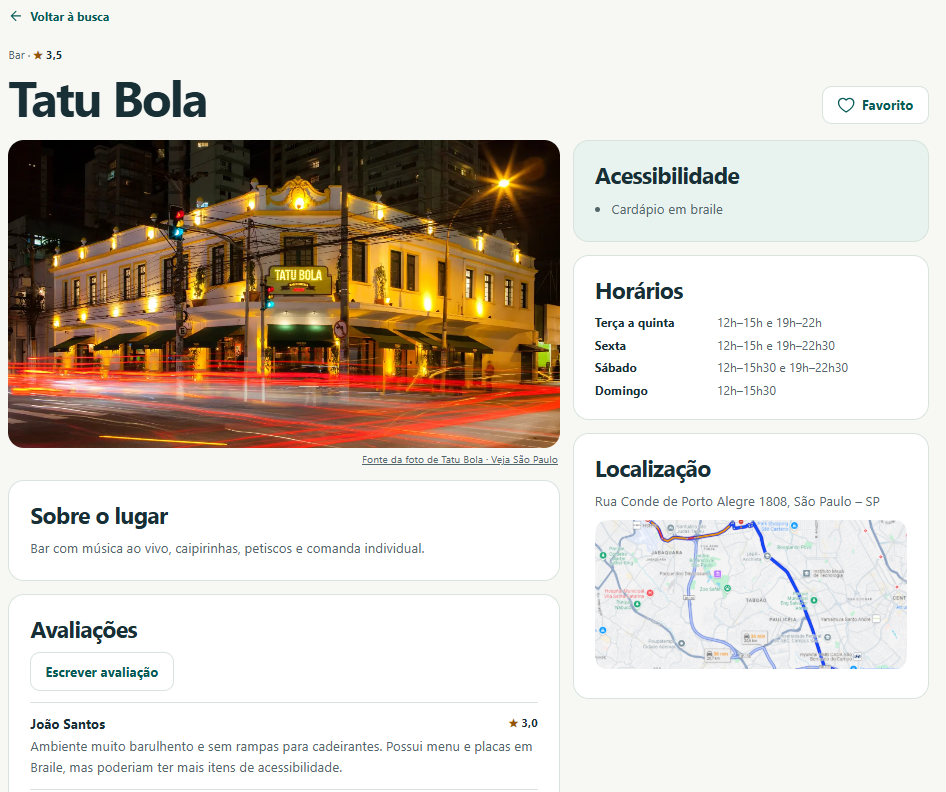 ← Voltar à busca
Bar · ★ 3,5
Tatu Bola
Favorito
TATU BOLA
Fonte da foto de Tatu Bola · Veja São Paulo
Sobre o lugar
Bar com música ao vivo, caipirinhas, petiscos e comanda individual.
Avaliações
Escrever avaliação
João Santos ★ 3,0
Ambiente muito barulhento e sem rampas para cadeirantes. Possui menu e placas em
Braile, mas poderiam ter mais itens de acessibilidade.
Acessibilidade
• Cardápio em braile
Horários
Terça a quinta 12h–15h e 19h–22h
Sexta 12h–15h e 19h–22h30
Sábado 12h–15h30 e 19h–22h30
Domingo 12h–15h30
Localização
Rua Conde de Porto Alegre 1808, São Paulo – SP
JABAQUARA
TABOÃO